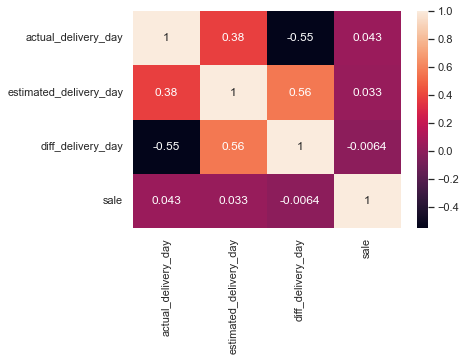 actual_delivery_day 1 0.38 -0.55 0.043
estimated_delivery_day 0.38 1 0.56 0.033
diff_delivery_day -0.55 0.56 1 -0.0064
sale 0.043 0.033 -0.0064 1
actual_delivery_day
estimated_delivery_day
diff_delivery_day
sale
1.0
0.8
0.6
0.4
0.2
0.0
−0.2
−0.4